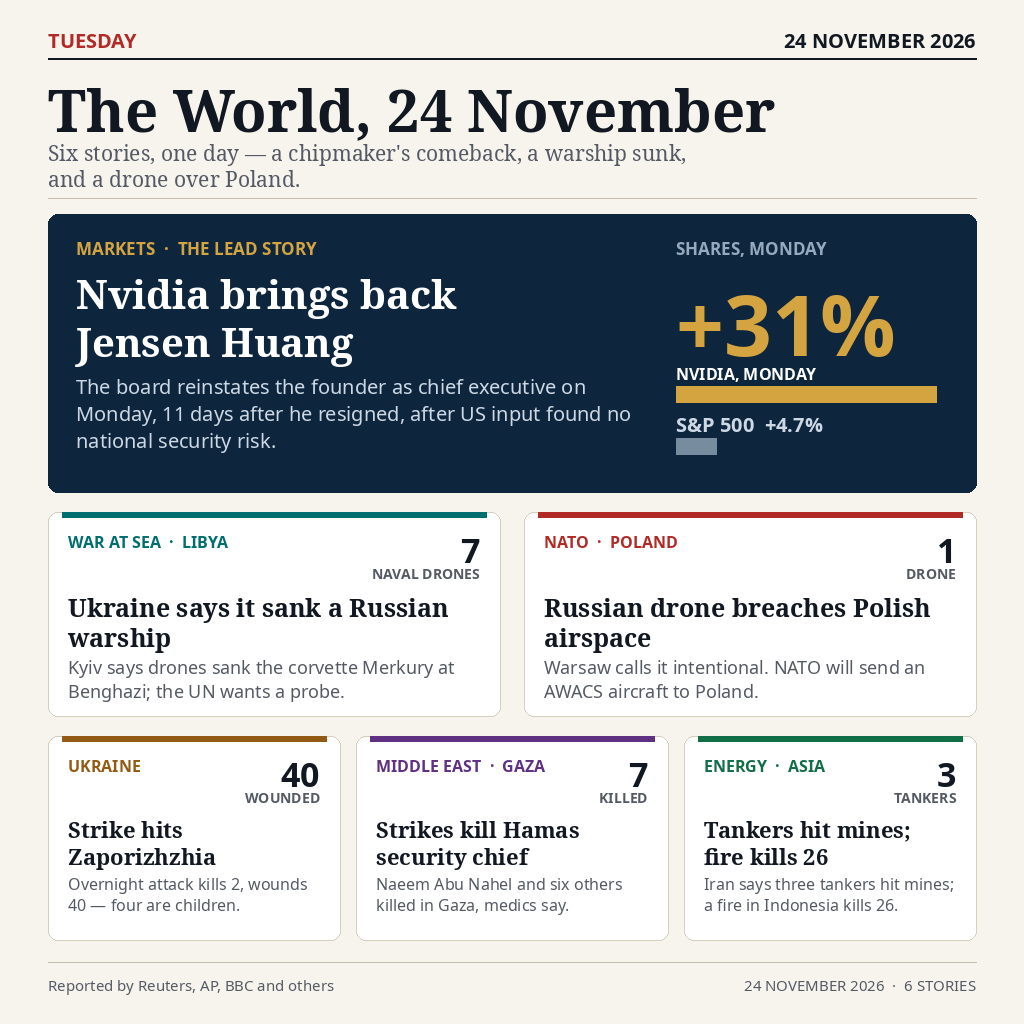 TUESDAY
24 NOVEMBER 2026
The World, 24 November
Six stories, one day — a chipmaker's comeback, a warship sunk,
and a drone over Poland.
MARKETS · THE LEAD STORY
Nvidia brings back
Jensen Huang
The board reinstates the founder as chief executive on
Monday, 11 days after he resigned, after US input found no
national security risk.
SHARES, MONDAY
+31%
NVIDIA, MONDAY
S&P 500 +4.7%
WAR AT SEA · LIBYA
7
NAVAL DRONES
Ukraine says it sank a Russian
warship
Kyiv says drones sank the corvette Merkury at
Benghazi; the UN wants a probe.
NATO · POLAND
1
DRONE
Russian drone breaches Polish
airspace
Warsaw calls it intentional. NATO will send an
AWACS aircraft to Poland.
UKRAINE
40
WOUNDED
Strike hits
Zaporizhzhia
Overnight attack kills 2, wounds
40 — four are children.
MIDDLE EAST · GAZA
7
KILLED
Strikes kill Hamas
security chief
Naeem Abu Nahel and six others
killed in Gaza, medics say.
ENERGY · ASIA
3
TANKERS
Tankers hit mines;
fire kills 26
Iran says three tankers hit mines;
a fire in Indonesia kills 26.
Reported by Reuters, AP, BBC and others
24 NOVEMBER 2026 · 6 STORIES